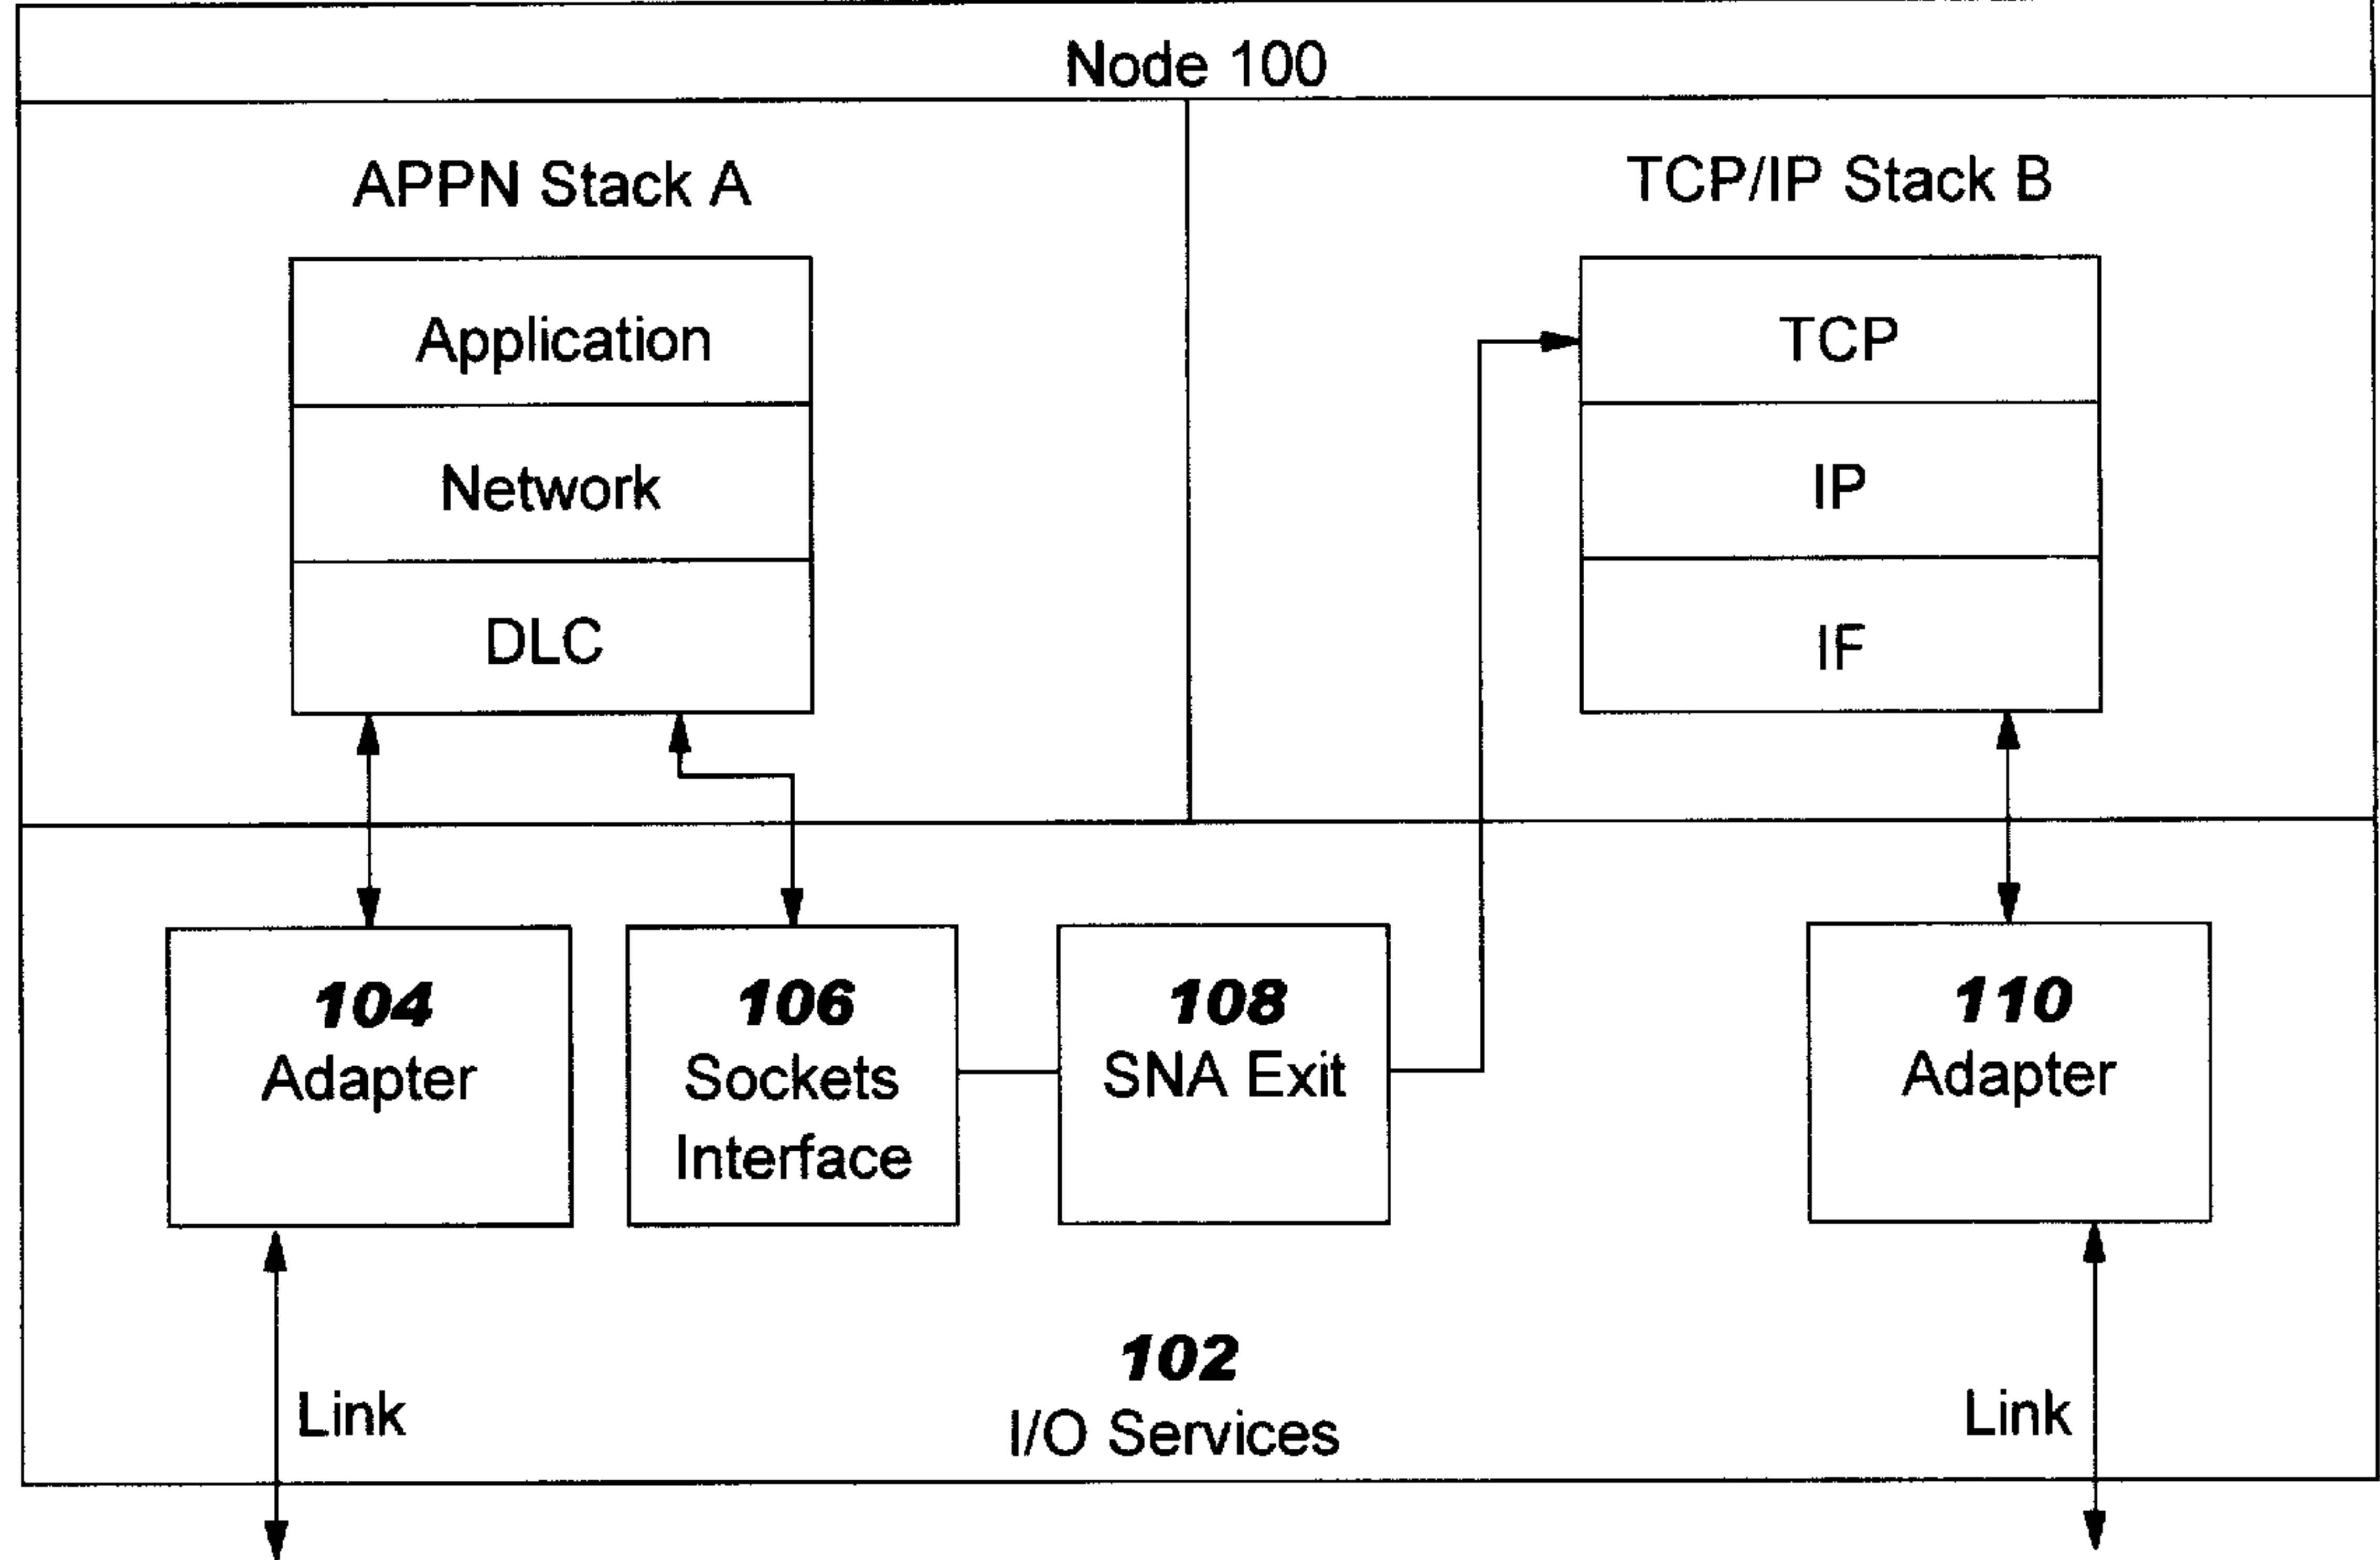 Node 100
APPN Stack A
Application
Network
DLC
TCP/IP Stack B
TCP
IP
IF
104
Adapter
106
Sockets
Interface
108
SNA Exit
110
Adapter
Link
102
I/O Services
Link